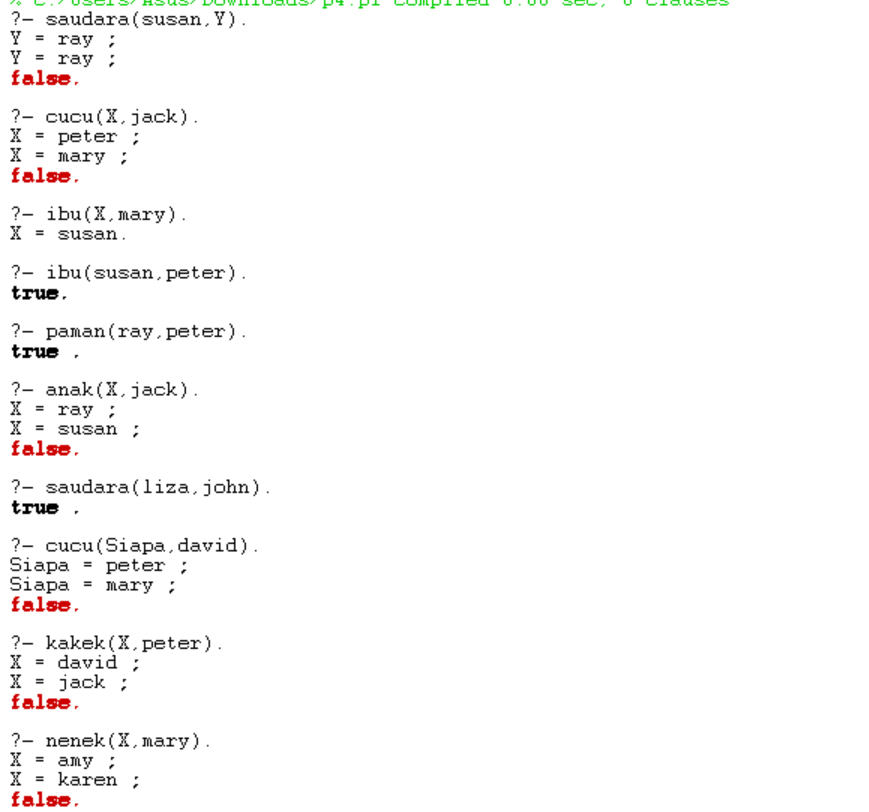 % c:/Users/Asus/Downloads/p4.pl compiled 0.00 sec, 0 clauses
?- saudara(susan,Y).
Y = ray ;
Y = ray ;
false.
?- cucu(X,jack).
X = peter ;
X = mary ;
false.
?- ibu(X,mary).
X = susan.
?- ibu(susan,peter).
true.
?- paman(ray,peter).
true .
?- anak(X,jack).
X = ray ;
X = susan ;
false.
?- saudara(liza,john).
true .
?- cucu(Siapa,david).
Siapa = peter ;
Siapa = mary ;
false.
?- kakek(X,peter).
X = david ;
X = jack ;
false.
?- nenek(X,mary).
X = amy ;
X = karen ;
false.